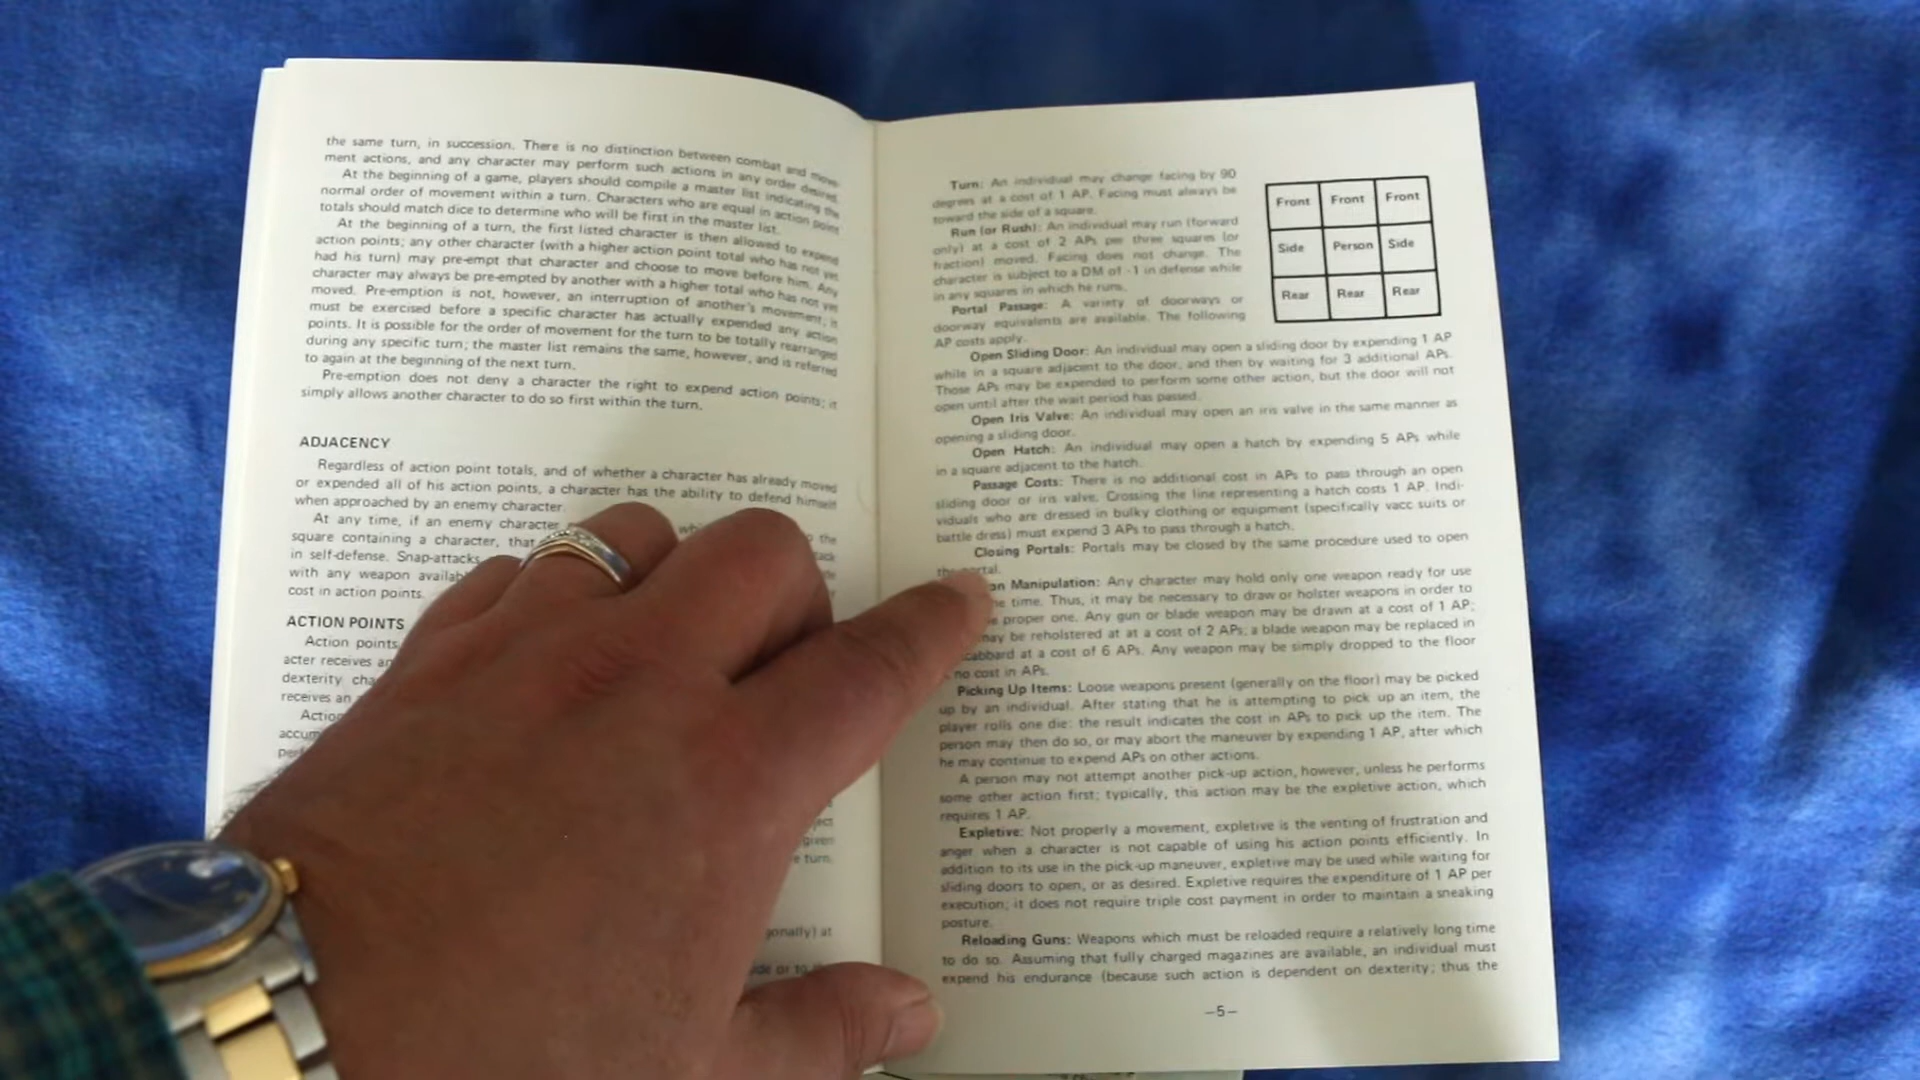 the same turn, in succession. There is no distinction between combat and move-
ment actions, and any character may perform such actions in any order desired.
At the beginning of a game, players should compile a master list indicating the
normal order of movement within a turn. Characters who are equal in action point
totals should match dice to determine who will be first in the master list.
At the beginning of a turn, the first listed character is then allowed to expend
action points; any other character (with a higher action point total who has not yet
had his turn) may pre-empt that character and choose to move before him. Any
character may always be pre-empted by another with a higher total who has not yet
moved. Pre-emption is not, however, an interruption of another's movement; it
must be exercised before a specific character has actually expended any action
points. It is possible for the order of movement for the turn to be totally rearranged
during any specific turn; the master list remains the same, however, and is referred
to again at the beginning of the next turn.
Pre-emption does not deny a character the right to expend action points; it
simply allows another character to do so first within the turn.
ADJACENCY
Regardless of action point totals, and of whether a character has already moved
or expended all of his action points, a character has the ability to defend himself
when approached by an enemy character.
At any time, if an enemy character the
square containing a character, that
in self-defense. Snap-attacks
with any weapon
cost in action points.
ACTION POINTS
Action points
acter receives an
dexterity
receives an
e turn.
gonally) at
Turn: An individual may change facing by 90
degrees at a cost of 1 AP. Facing must always be
toward the side of a square.
Run (or Rush): An individual may run (forward
only) at a cost of 2 APs per three squares (or
fraction) moved. Facing does not change. The
character is subject to a DM of -1 in defense while
in any squares in which he runs.
Portal Passage: A variety of doorways or
doorway equivalents are available. The following
AP costs apply.
Front Front Front
Side Person Side
Rear Rear Rear
Open Sliding Door: An individual may open a sliding door by expending 1 AP
while in a square adjacent to the door, and then by waiting for 3 additional APs.
Those APs may be expended to perform some other action, but the door will not
open until after the wait period has passed.
Open Iris Valve: An individual may open an iris valve in the same manner as
opening a sliding door.
Open Hatch: An individual may open a hatch by expending 5 APs while
in a square adjacent to the hatch.
Passage Costs: There is no additional cost in APs to pass through an open
sliding door or iris valve. Crossing the line representing a hatch costs 1 AP. Indi-
viduals who are dressed in bulky clothing or equipment (specifically vacc suits or
battle dress) must expend 3 APs to pass through a hatch.
Closing Portals: Portals may be closed by the same procedure used to open
the portal.
on Manipulation: Any character may hold only one weapon ready for use
time. Thus, it may be necessary to draw or holster weapons in order to
proper one. Any gun or blade weapon may be drawn at a cost of 1 AP;
may be reholstered at at a cost of 2 APs; a blade weapon may be replaced in
cabbard at a cost of 6 APs. Any weapon may be simply dropped to the floor
no cost in APs.
Picking Up Items: Loose weapons present (generally on the floor) may be picked
up by an individual. After stating that he is attempting to pick up an item, the
player rolls one die: the result indicates the cost in APs to pick up the item. The
person may then do so, or may abort the maneuver by expending 1 AP, after which
he may continue to expend APs on other actions.
A person may not attempt another pick-up action, however, unless he performs
some other action first; typically, this action may be the expletive action, which
requires 1 AP.
Expletive: Not properly a movement, expletive is the venting of frustration and
anger when a character is not capable of using his action points efficiently. In
addition to its use in the pick-up maneuver, expletive may be used while waiting for
sliding doors to open, or as desired. Expletive requires the expenditure of 1 AP per
execution; it does not require triple cost payment in order to maintain a sneaking
posture.
Reloading Guns: Weapons which must be reloaded require a relatively long time
to do so. Assuming that fully charged magazines are available, an individual must
expend his endurance (because such action is dependent on dexterity; thus the
–5–